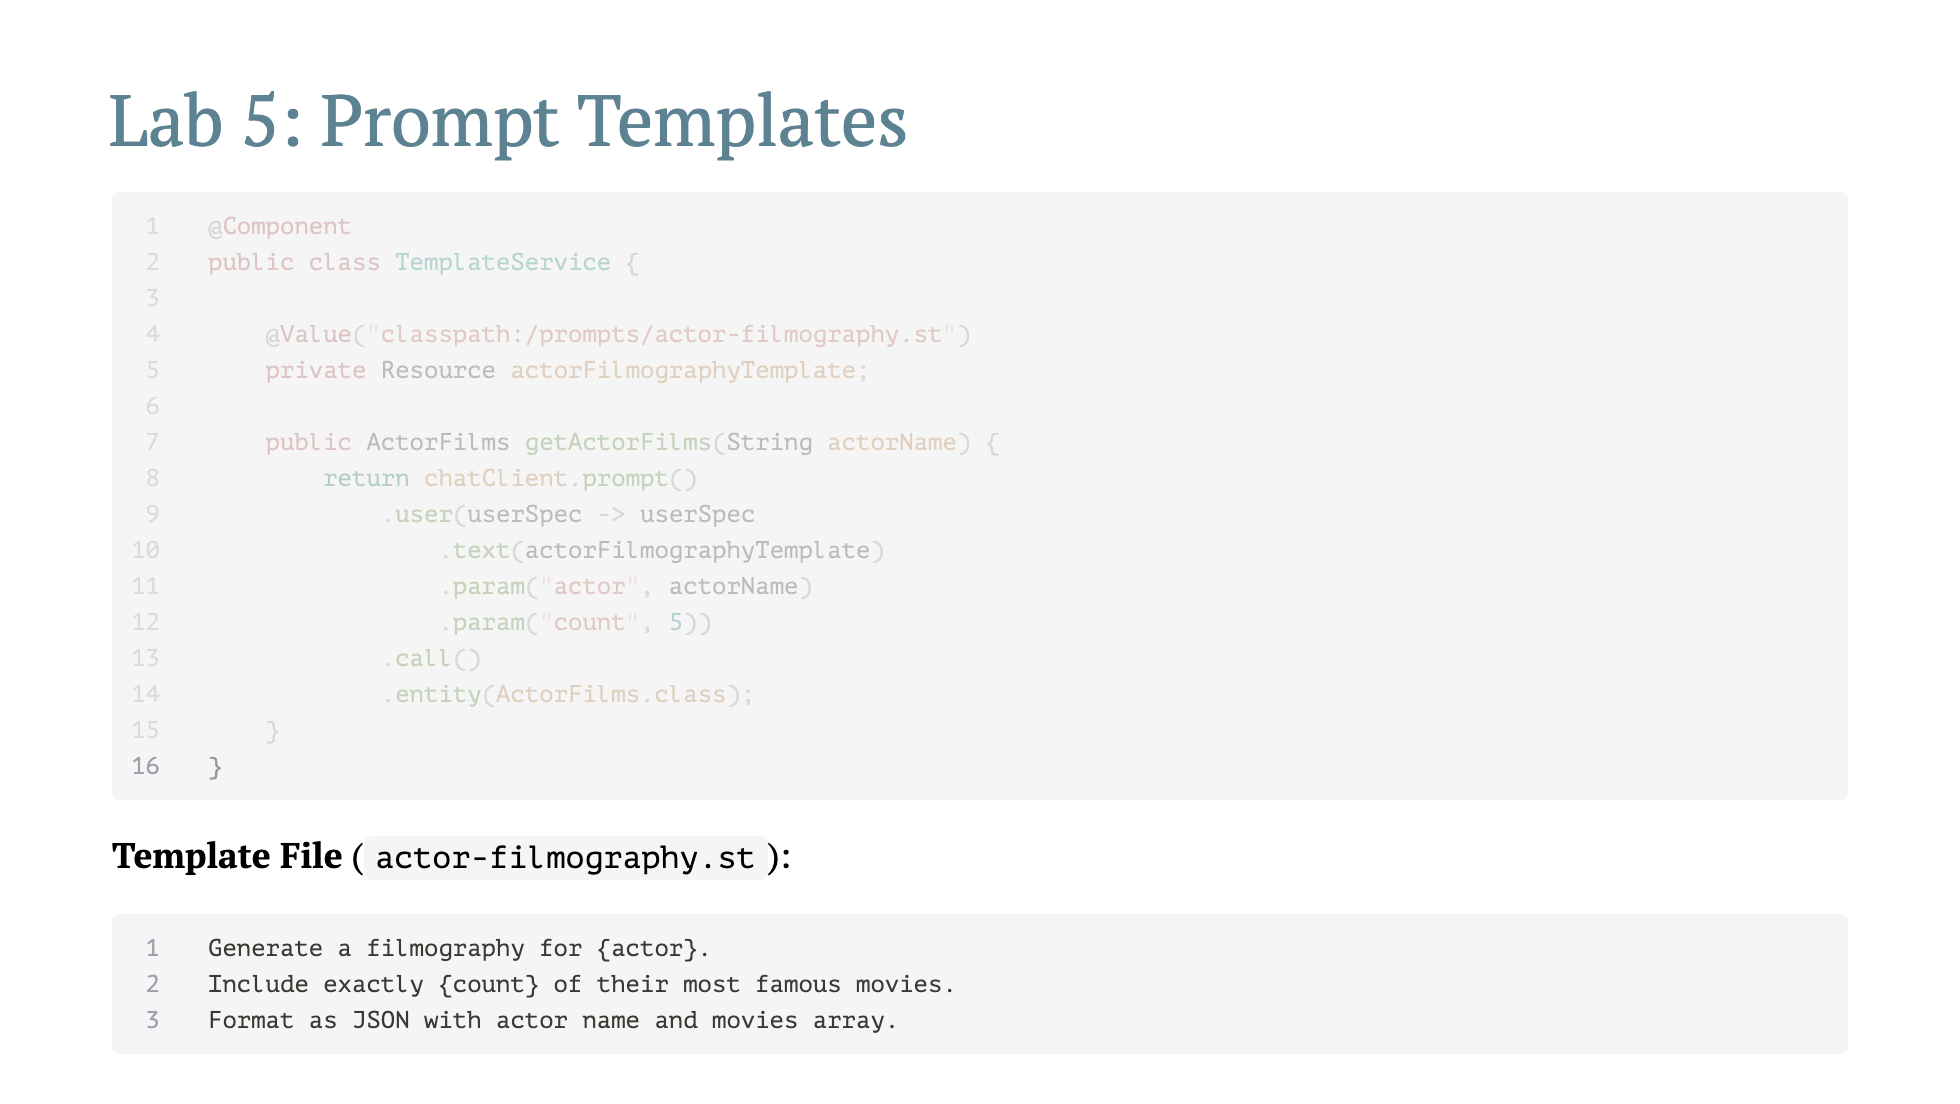 Lab 5: Prompt Templates
1 @Component
2 public class TemplateService {
3
4     @Value("classpath:/prompts/actor-filmography.st")
5     private Resource actorFilmographyTemplate;
6
7     public ActorFilms getActorFilms(String actorName) {
8         return chatClient.prompt()
9             .user(userSpec -> userSpec
10                 .text(actorFilmographyTemplate)
11                 .param("actor", actorName)
12                 .param("count", 5))
13             .call()
14             .entity(ActorFilms.class);
15     }
16 }
Template File (actor-filmography.st):
1 Generate a filmography for {actor}.
2 Include exactly {count} of their most famous movies.
3 Format as JSON with actor name and movies array.